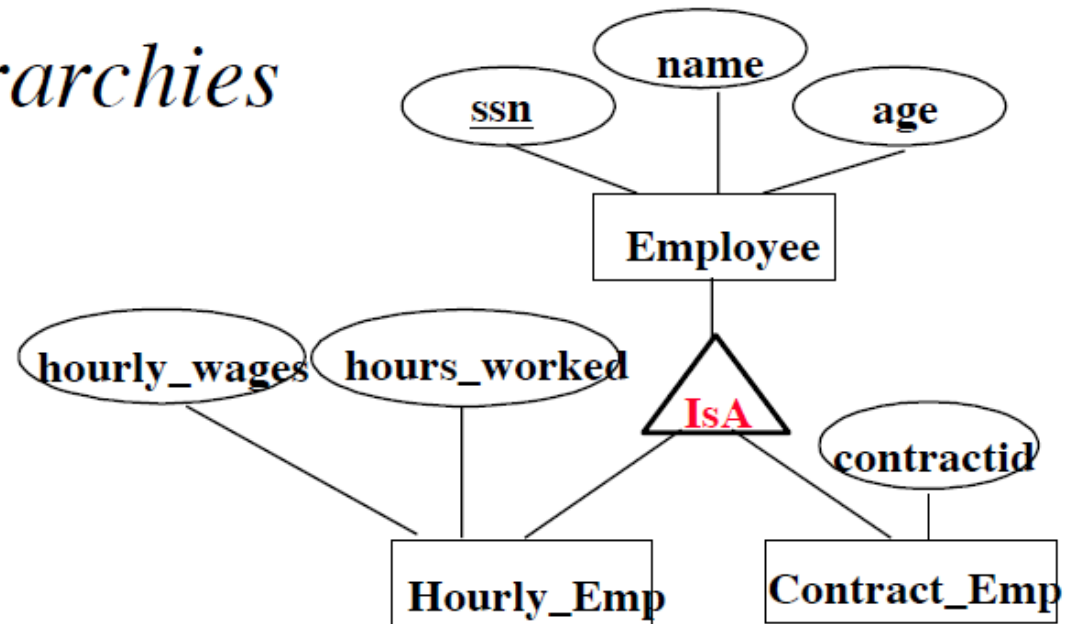 rarchies
name
ssn
age
Employee
hourly_wages
hours_worked
IsA
contractid
Hourly_Emp
Contract_Emp